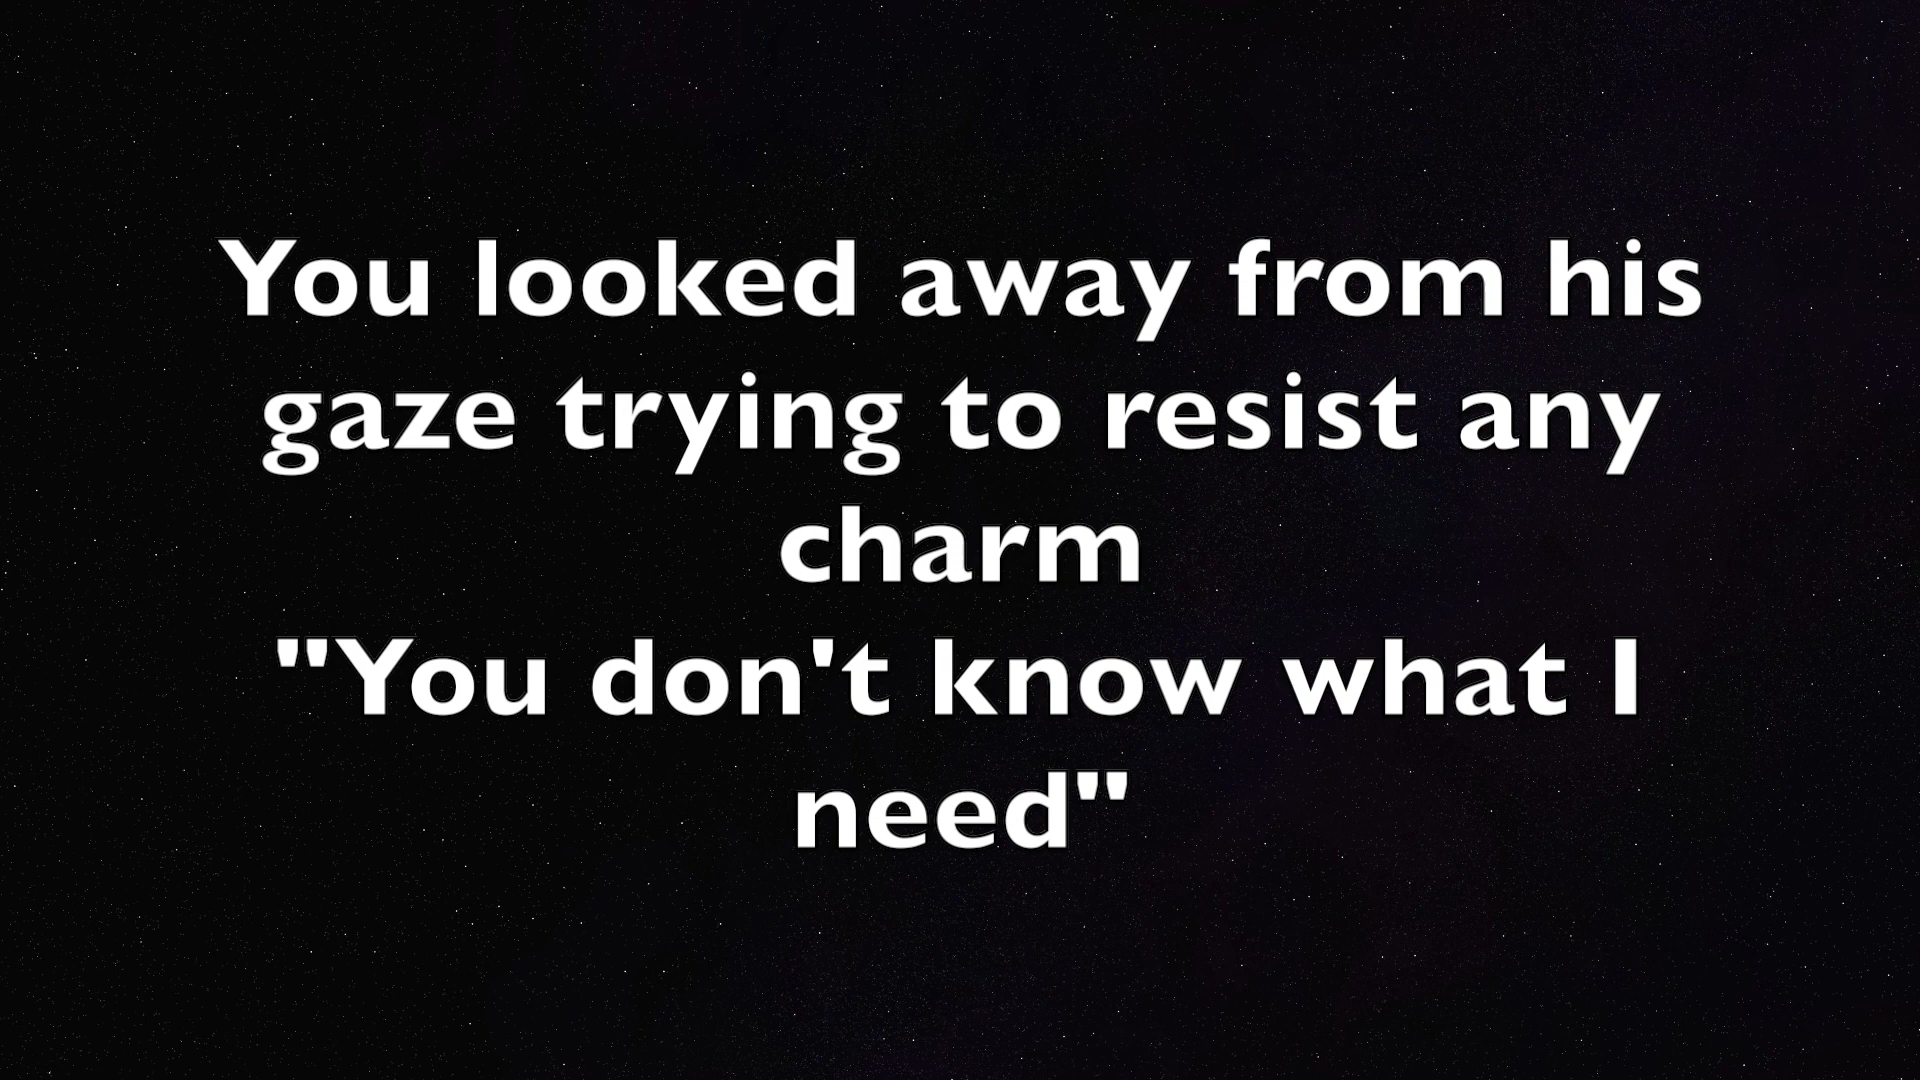 You looked away from his
gaze trying to resist any
charm
"You don't know what I
need"